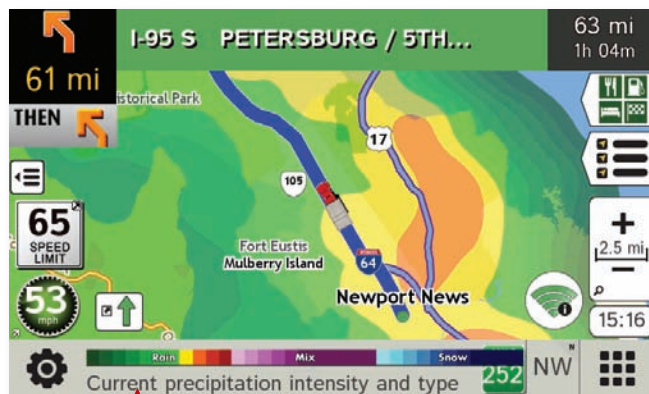 I-95 S PETERSBURG / 5TH...
63 mi
1h 04m
61 mi
THEN
istorical Park
17
105
65
SPEED
LIMIT
Fort Eustis
Mulberry Island
64
2.5 mi
53
mph
Newport News
15:16
Rain
Mix
Snow
Current precipitation intensity and type
252
N
NW